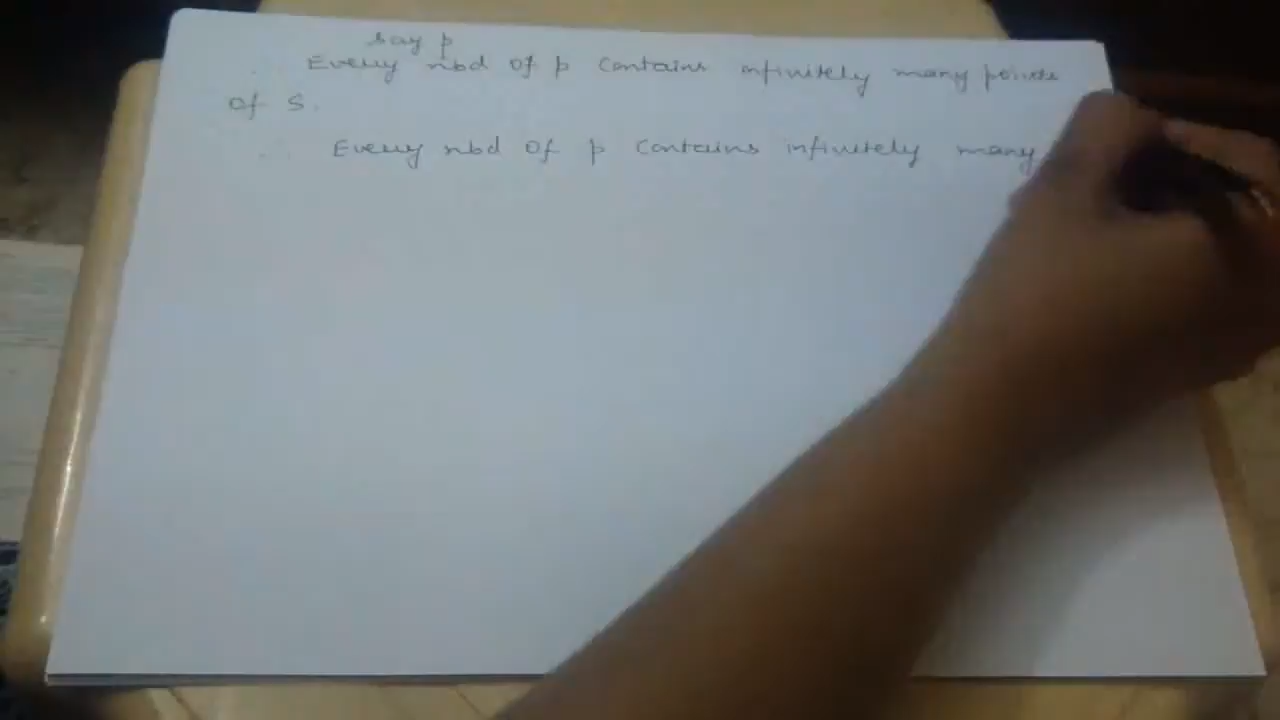 say p
Every nbd of p contains infinitely many points
of S.
∴ Every nbd of p contains infinitely many